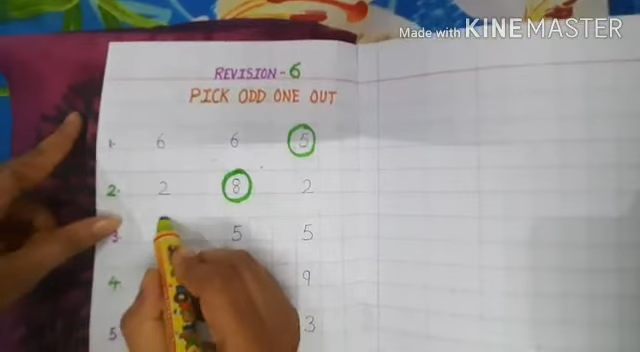 Made with KINEMASTER
REVISION - 6
PICK ODD ONE OUT
1. 6 6 5
2. 2 8 2
3. 5 5
4. 9
5 3